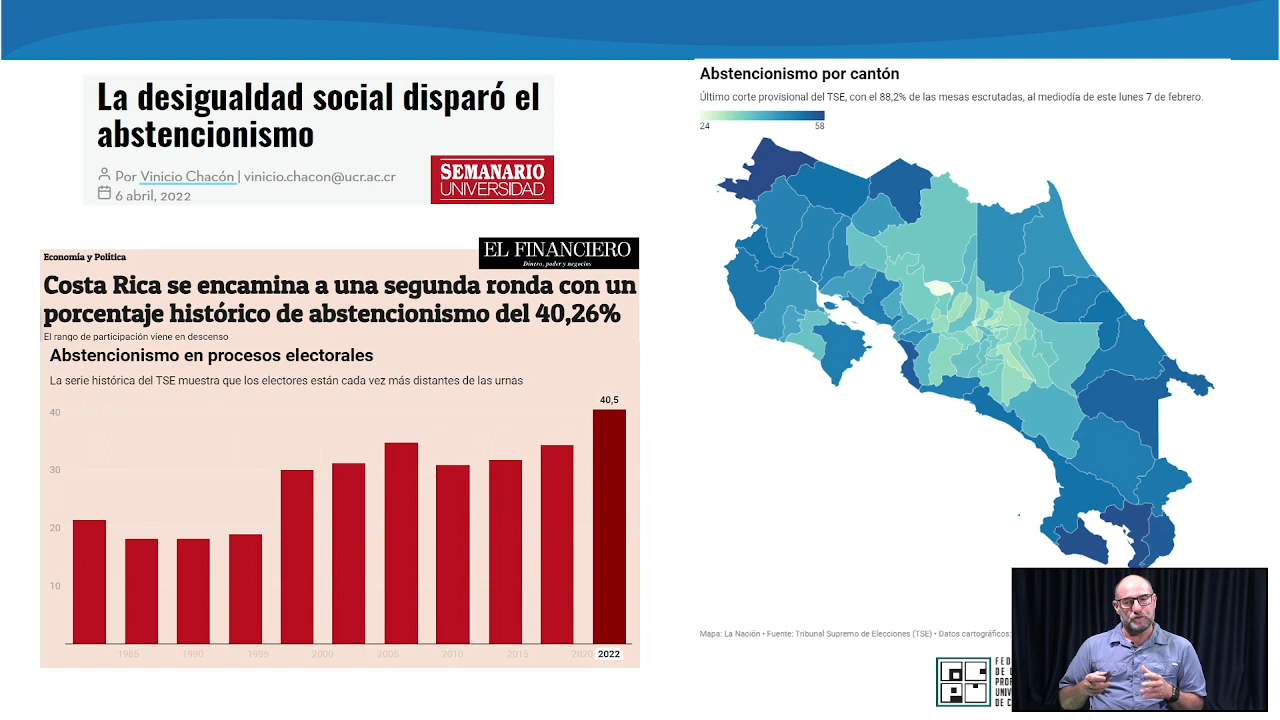 La desigualdad social disparó el
abstencionismo
Por Vinicio Chacón | vinicio.chacon@ucr.ac.cr
6 abril, 2022
SEMANARIO
UNIVERSIDAD
EL FINANCIERO
Dinero, poder y negocios
Economía y Política
Costa Rica se encamina a una segunda ronda con un
porcentaje histórico de abstencionismo del 40,26%
El rango de participación viene en descenso
Abstencionismo en procesos electorales
La serie histórica del TSE muestra que los electores están cada vez más distantes de las urnas
40,5
40
30
20
10
1985 1990 1995 2000 2005 2010 2015 2020 2022
Abstencionismo por cantón
Último corte provisional del TSE, con el 88,2% de las mesas escrutadas, al mediodía de este lunes 7 de febrero.
24 58
Mapa: La Nación • Fuente: Tribunal Supremo de Elecciones (TSE) • Datos cartográficos: